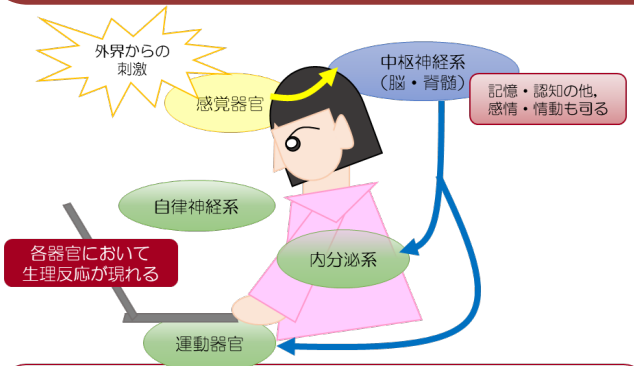 外界からの
刺激
中枢神経系
(脳・脊髄)
感覚器官
記憶・認知の他,
感情・情動も司る
自律神経系
各器官において
生理反応が現れる
内分泌系
運動器官